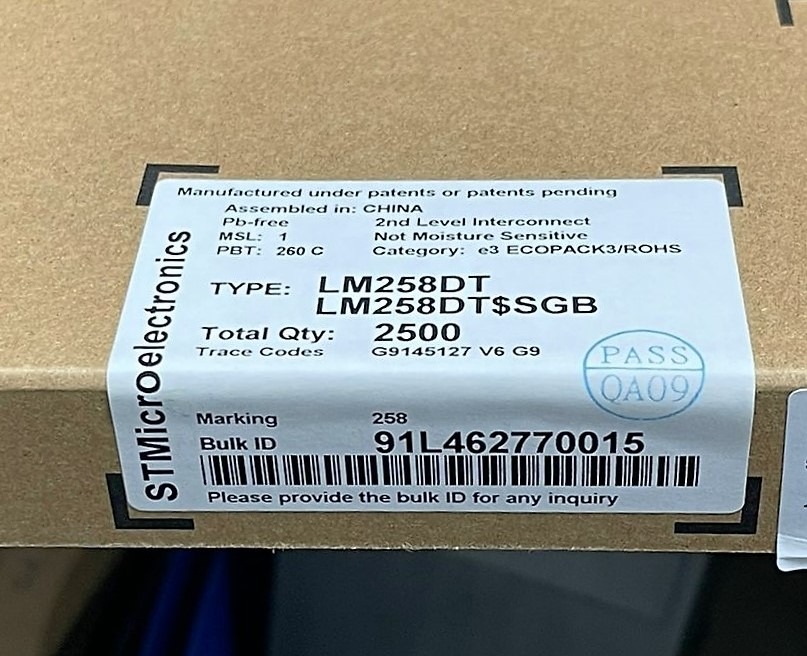 Manufactured under patents or patents pending
Assembled in: CHINA
Pb-free 2nd Level Interconnect
MSL: 1 Not Moisture Sensitive
PBT: 260 C Category: e3 ECOPACK3/ROHS
TYPE: LM258DT
LM258DT$SGB
Total Qty: 2500
Trace Codes G9145127 V6 G9
PASS
QA09
Marking 258
Bulk ID 91L462770015
Please provide the bulk ID for any inquiry
STMicroelectronics